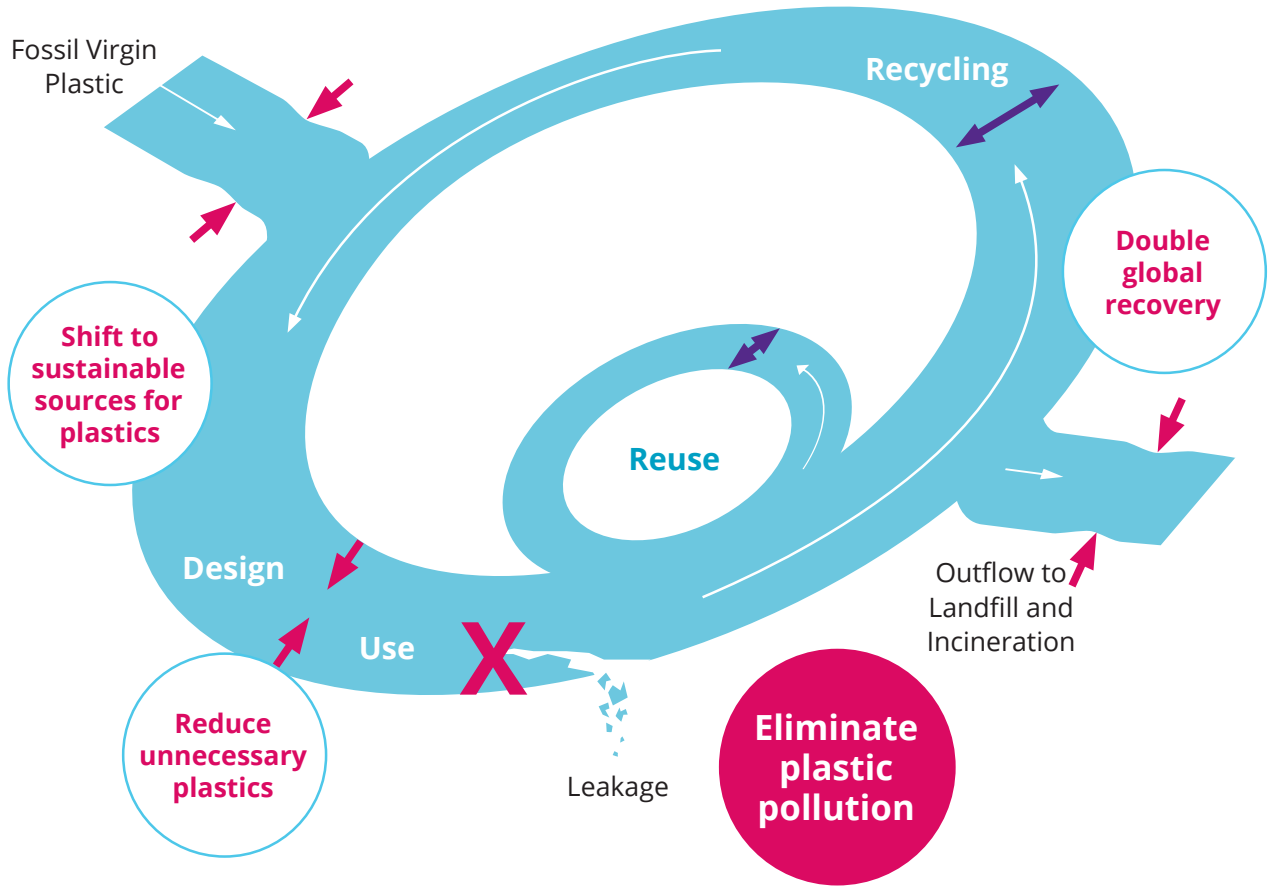 Fossil Virgin
Plastic
Recycling
Double
global
recovery
Shift to
sustainable
sources for
plastics
Reuse
Design
Use
X
Outflow to
Landfill and
Incineration
Reduce
unnecessary
plastics
Leakage
Eliminate
plastic
pollution